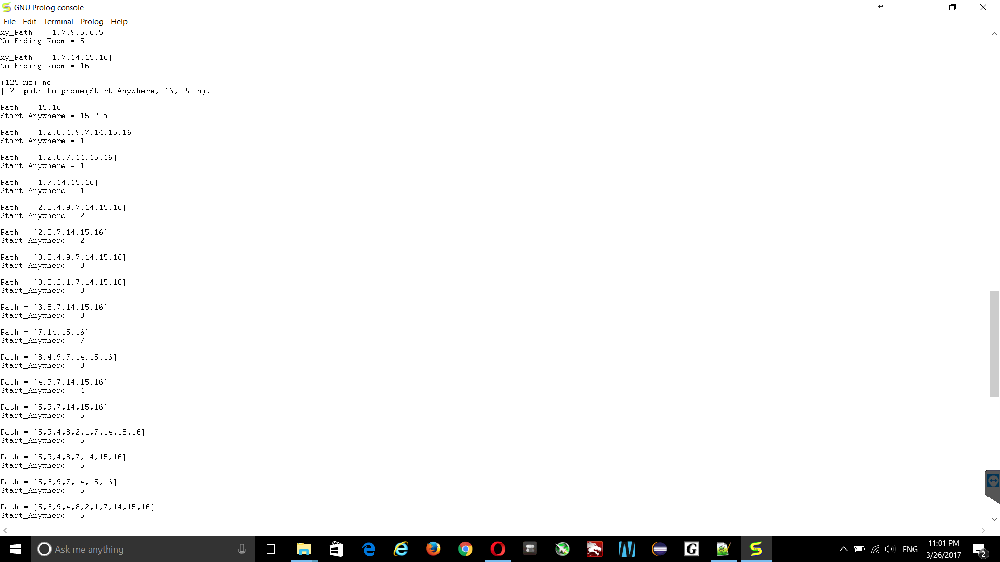 GNU Prolog console
File Edit Terminal Prolog Help
My_Path = [1,7,9,5,6,5]
No_Ending_Room = 5
My_Path = [1,7,14,15,16]
No_Ending_Room = 16
(125 ms) no
| ?- path_to_phone(Start_Anywhere, 16, Path).
Path = [15,16]
Start_Anywhere = 15 ? a
Path = [1,2,8,4,9,7,14,15,16]
Start_Anywhere = 1
Path = [1,2,8,7,14,15,16]
Start_Anywhere = 1
Path = [1,7,14,15,16]
Start_Anywhere = 1
Path = [2,8,4,9,7,14,15,16]
Start_Anywhere = 2
Path = [2,8,7,14,15,16]
Start_Anywhere = 2
Path = [3,8,4,9,7,14,15,16]
Start_Anywhere = 3
Path = [3,8,2,1,7,14,15,16]
Start_Anywhere = 3
Path = [3,8,7,14,15,16]
Start_Anywhere = 3
Path = [7,14,15,16]
Start_Anywhere = 7
Path = [8,4,9,7,14,15,16]
Start_Anywhere = 8
Path = [4,9,7,14,15,16]
Start_Anywhere = 4
Path = [5,9,7,14,15,16]
Start_Anywhere = 5
Path = [5,9,4,8,2,1,7,14,15,16]
Start_Anywhere = 5
Path = [5,9,4,8,7,14,15,16]
Start_Anywhere = 5
Path = [5,6,9,7,14,15,16]
Start_Anywhere = 5
Path = [5,6,9,4,8,2,1,7,14,15,16]
Start_Anywhere = 5
Ask me anything
ENG
11:01 PM
3/26/2017
2